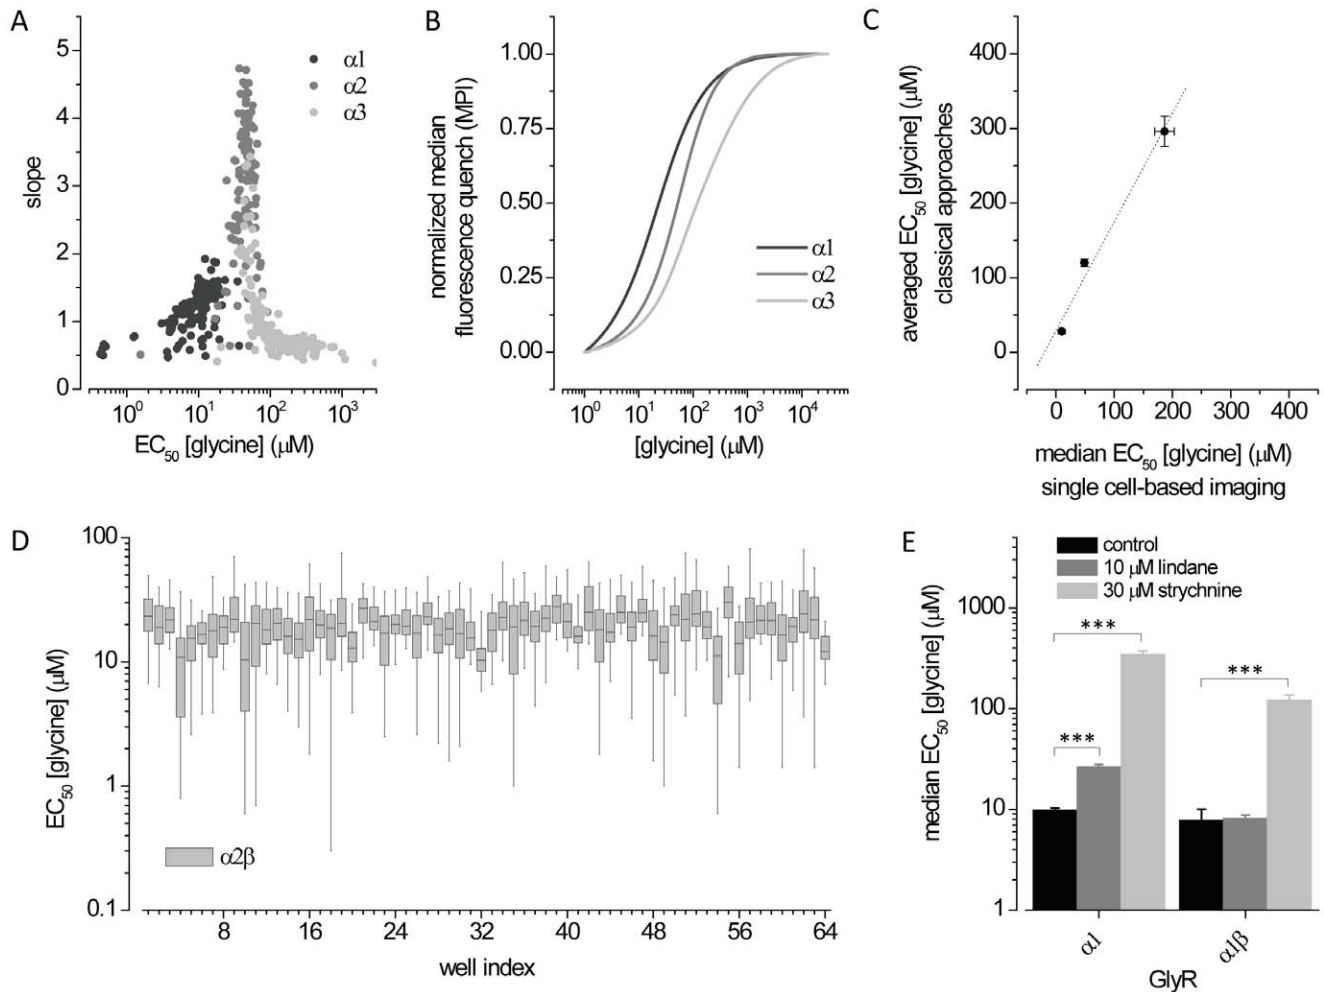 A
slope
5
4
3
2
1
0
α1
α2
α3
10⁰ 10¹ 10² 10³
EC₅₀ [glycine] (μM)
B
normalized median
fluorescence quench (MPI)
1.00
0.75
0.50
0.25
0.00
α1
α2
α3
10⁰ 10¹ 10² 10³ 10⁴
[glycine] (μM)
C
averaged EC₅₀ [glycine] (μM)
classical approaches
400
300
200
100
0
0 100 200 300 400
median EC₅₀ [glycine] (μM)
single cell-based imaging
D
EC₅₀ [glycine] (μM)
100
10
1
0.1
α2β
8 16 24 32 40 48 56 64
well index
E
median EC₅₀ [glycine] (μM)
control
10 μM lindane
30 μM strychnine
1000
100
10
1
***
***
***
α1 α1β
GlyR